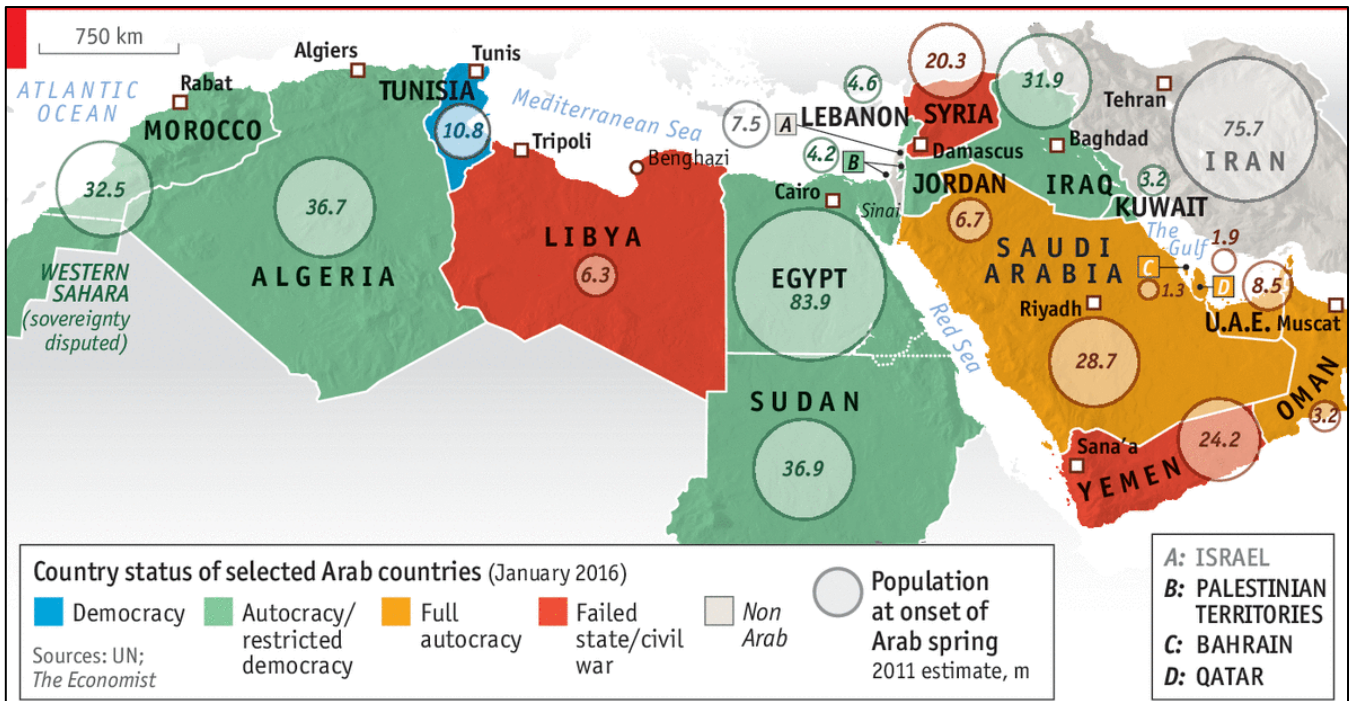 750 km
ATLANTIC
OCEAN
Rabat
MOROCCO
32.5
WESTERN
SAHARA
(sovereignty
disputed)
Algiers
36.7
ALGERIA
Tunis
TUNISIA
10.8
Mediterranean Sea
Tripoli
Benghazi
LIBYA
6.3
Cairo
Sinai
EGYPT
83.9
SUDAN
36.9
Red Sea
7.5
A
4.6
LEBANON
4.2
B
20.3
SYRIA
Damascus
JORDAN
6.7
31.9
Baghdad
IRAQ
3.2
KUWAIT
Tehran
75.7
IRAN
The
Gulf
SAUDI
ARABIA
Riyadh
28.7
C
1.3
1.9
D
8.5
U.A.E.
Muscat
OMAN
3.2
Sana'a
YEMEN
24.2
Country status of selected Arab countries (January 2016)
Democracy
Autocracy/
restricted
democracy
Full
autocracy
Failed
state/civil
war
Non
Arab
Population
at onset of
Arab spring
2011 estimate, m
Sources: UN;
The Economist
A: ISRAEL
B: PALESTINIAN
TERRITORIES
C: BAHRAIN
D: QATAR